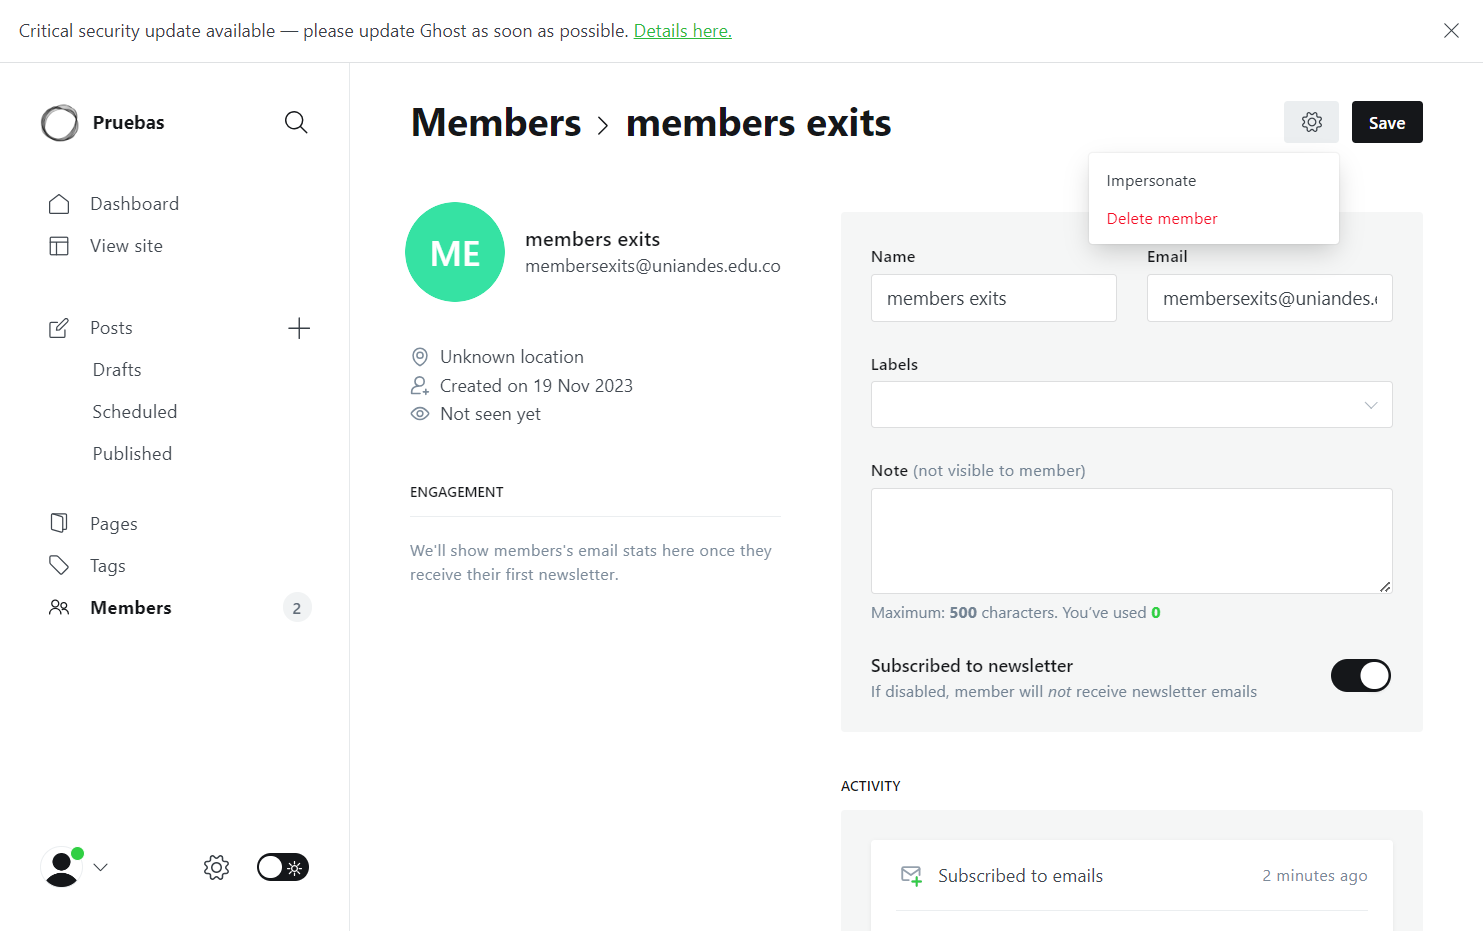 Critical security update available — please update Ghost as soon as possible. Details here.
Pruebas
Dashboard
View site
Posts
Drafts
Scheduled
Published
Pages
Tags
Members
2
Members > members exits
Save
Impersonate
Delete member
ME
members exits
membersexits@uniandes.edu.co
Unknown location
Created on 19 Nov 2023
Not seen yet
ENGAGEMENT
We'll show members's email stats here once they
receive their first newsletter.
Name
Email
members exits
membersexits@uniandes.
Labels
Note (not visible to member)
Maximum: 500 characters. You've used 0
Subscribed to newsletter
If disabled, member will not receive newsletter emails
ACTIVITY
Subscribed to emails
2 minutes ago